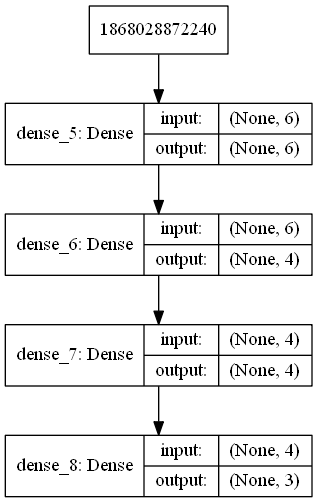 1868028872240
dense_5: Dense
input: (None, 6)
output: (None, 6)
dense_6: Dense
input: (None, 6)
output: (None, 4)
dense_7: Dense
input: (None, 4)
output: (None, 4)
dense_8: Dense
input: (None, 4)
output: (None, 3)